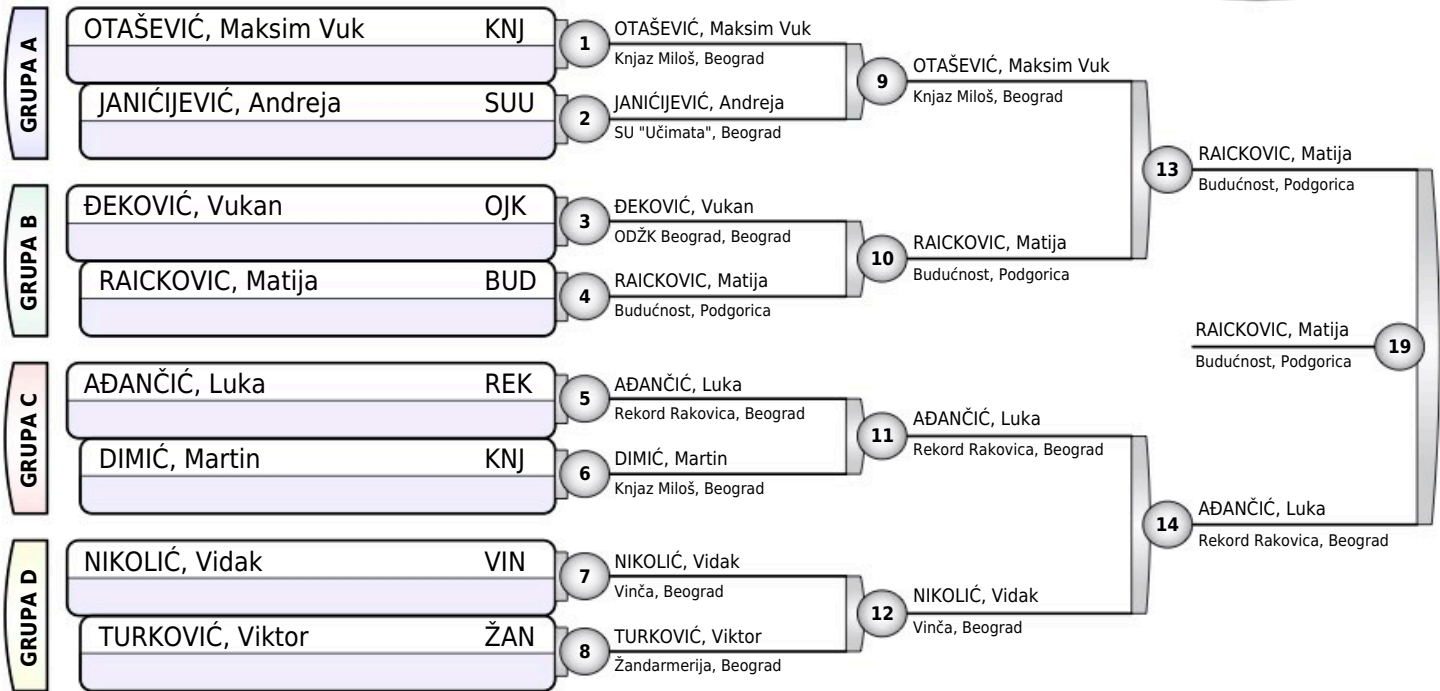 GRUPA A
OTAŠEVIĆ, Maksim Vuk KNJ
JANIĆIJEVIĆ, Andreja SUU
GRUPA B
ĐEKOVIĆ, Vukan OJK
RAICKOVIC, Matija BUD
GRUPA C
AĐANČIĆ, Luka REK
DIMIĆ, Martin KNJ
GRUPA D
NIKOLIĆ, Vidak VIN
TURKOVIĆ, Viktor ŽAN
1
OTAŠEVIĆ, Maksim Vuk
Knjaz Miloš, Beograd
2
JANIĆIJEVIĆ, Andreja
SU "Učimata", Beograd
3
ĐEKOVIĆ, Vukan
ODŽK Beograd, Beograd
4
RAICKOVIC, Matija
Budućnost, Podgorica
5
AĐANČIĆ, Luka
Rekord Rakovica, Beograd
6
DIMIĆ, Martin
Knjaz Miloš, Beograd
7
NIKOLIĆ, Vidak
Vinča, Beograd
8
TURKOVIĆ, Viktor
Žandarmerija, Beograd
9
OTAŠEVIĆ, Maksim Vuk
Knjaz Miloš, Beograd
10
RAICKOVIC, Matija
Budućnost, Podgorica
11
AĐANČIĆ, Luka
Rekord Rakovica, Beograd
12
NIKOLIĆ, Vidak
Vinča, Beograd
13
RAICKOVIC, Matija
Budućnost, Podgorica
14
AĐANČIĆ, Luka
Rekord Rakovica, Beograd
RAICKOVIC, Matija
Budućnost, Podgorica
19